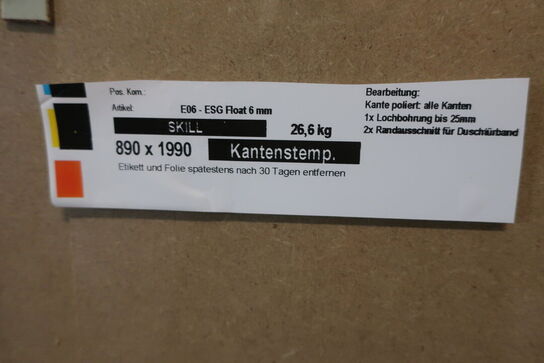 Pos. Kom.:
Artikel: E06 - ESG Float 6 mm
SKILL 26,6 kg
890 x 1990 Kantenstemp.
Etikett und Folie spätestens nach 30 Tagen entfernen
Bearbeitung:
Kante poliert: alle Kanten
1x Lochbohrung bis 25mm
2x Randausschnitt für Duschtürband